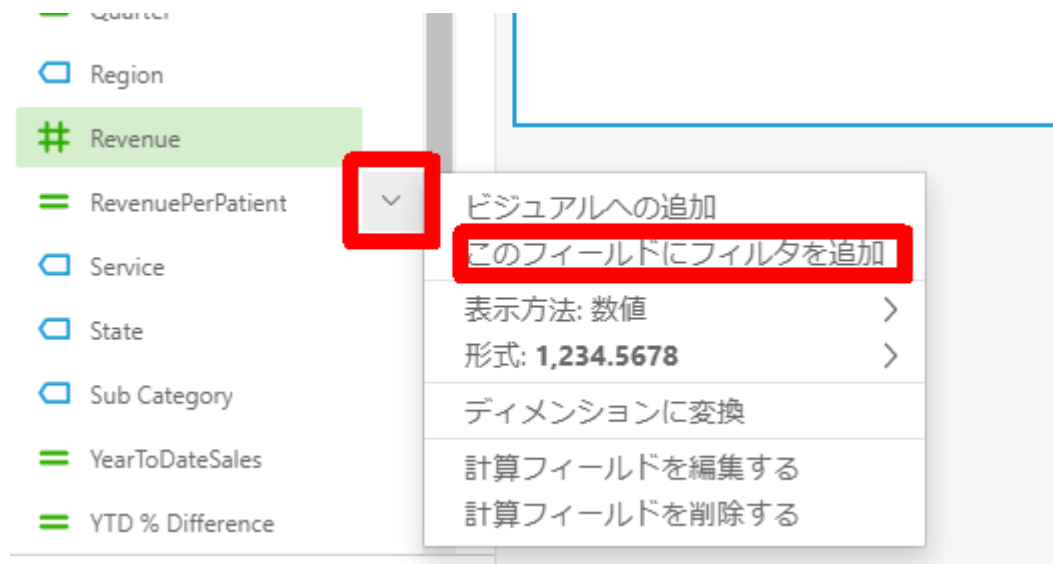 Quarter
Region
Revenue
RevenuePerPatient
Service
State
Sub Category
YearToDateSales
YTD % Difference
ビジュアルへの追加
このフィールドにフィルタを追加
表示方法: 数値
形式: 1,234.5678
ディメンションに変換
計算フィールドを編集する
計算フィールドを削除する